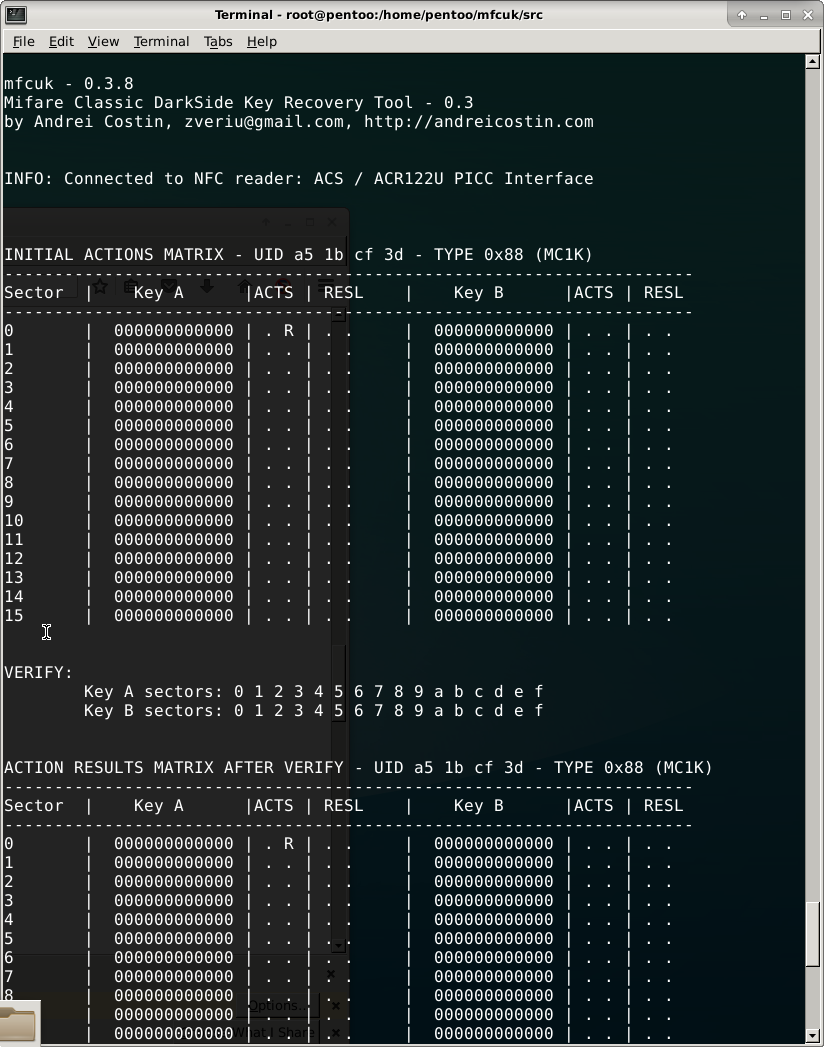 Terminal - root@pentoo:/home/pentoo/mfcuk/src
File Edit View Terminal Tabs Help
mfcuk - 0.3.8
Mifare Classic DarkSide Key Recovery Tool - 0.3
by Andrei Costin, zveriu@gmail.com, http://andreicostin.com
INFO: Connected to NFC reader: ACS / ACR122U PICC Interface
INITIAL ACTIONS MATRIX - UID a5 1b cf 3d - TYPE 0x88 (MC1K)
---------------------------------------------------------------------
Sector  |    Key A      |ACTS | RESL    |    Key B      |ACTS | RESL
---------------------------------------------------------------------
0       |  000000000000 | . R | . .     |  000000000000 | . . | . .
1       |  000000000000 | . . | . .     |  000000000000 | . . | . .
2       |  000000000000 | . . | . .     |  000000000000 | . . | . .
3       |  000000000000 | . . | . .     |  000000000000 | . . | . .
4       |  000000000000 | . . | . .     |  000000000000 | . . | . .
5       |  000000000000 | . . | . .     |  000000000000 | . . | . .
6       |  000000000000 | . . | . .     |  000000000000 | . . | . .
7       |  000000000000 | . . | . .     |  000000000000 | . . | . .
8       |  000000000000 | . . | . .     |  000000000000 | . . | . .
9       |  000000000000 | . . | . .     |  000000000000 | . . | . .
10      |  000000000000 | . . | . .     |  000000000000 | . . | . .
11      |  000000000000 | . . | . .     |  000000000000 | . . | . .
12      |  000000000000 | . . | . .     |  000000000000 | . . | . .
13      |  000000000000 | . . | . .     |  000000000000 | . . | . .
14      |  000000000000 | . . | . .     |  000000000000 | . . | . .
15      |  000000000000 | . . | . .     |  000000000000 | . . | . .
VERIFY:
        Key A sectors: 0 1 2 3 4 5 6 7 8 9 a b c d e f
        Key B sectors: 0 1 2 3 4 5 6 7 8 9 a b c d e f
ACTION RESULTS MATRIX AFTER VERIFY - UID a5 1b cf 3d - TYPE 0x88 (MC1K)
---------------------------------------------------------------------
Sector  |    Key A      |ACTS | RESL    |    Key B      |ACTS | RESL
---------------------------------------------------------------------
0       |  000000000000 | . R | . .     |  000000000000 | . . | . .
1       |  000000000000 | . . | . .     |  000000000000 | . . | . .
2       |  000000000000 | . . | . .     |  000000000000 | . . | . .
3       |  000000000000 | . . | . .     |  000000000000 | . . | . .
4       |  000000000000 | . . | . .     |  000000000000 | . . | . .
5       |  000000000000 | . . | . .     |  000000000000 | . . | . .
6       |  000000000000 | . . | . .     |  000000000000 | . . | . .
7       |  000000000000 | . . | . .     |  000000000000 | . . | . .
8       |  000000000000 | . . | . .     |  000000000000 | . . | . .
        |  000000000000 | . . | . .     |  000000000000 | . . | . .
        |  000000000000 | . . | . .     |  000000000000 | . . | . .
Options...
What I Share